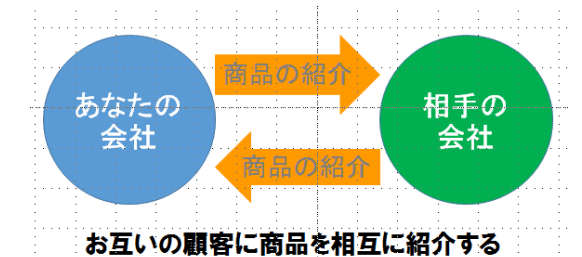 あなたの
会社
商品の紹介
相手の
会社
商品の紹介
お互いの顧客に商品を相互に紹介する